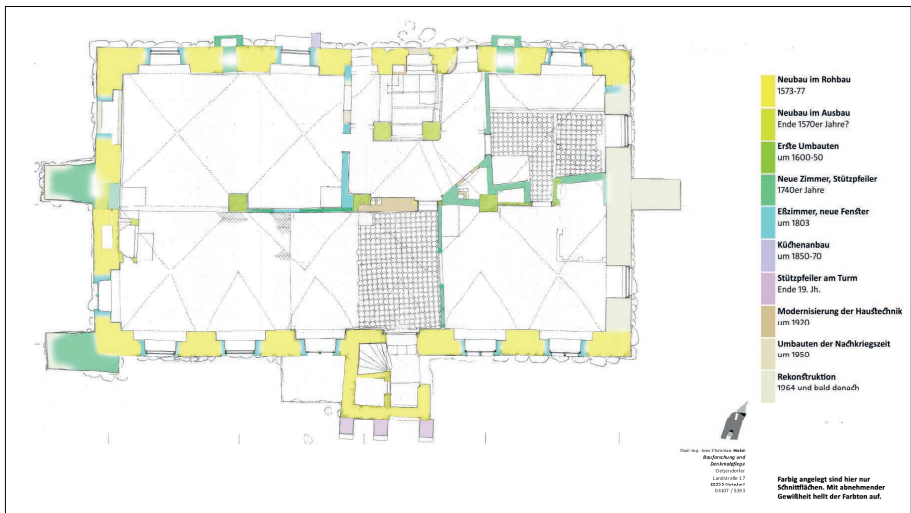 Neubau im Rohbau
1573-77
Neubau im Ausbau
Ende 1570er Jahre?
Erste Umbauten
um 1600-50
Neue Zimmer, Stützpfeiler
1740er Jahre
Eßzimmer, neue Fenster
um 1803
Küchenanbau
um 1850-70
Stützpfeiler am Turm
Ende 19. Jh.
Modernisierung der Haustechnik
um 1920
Umbauten der Nachkriegszeit
um 1950
Rekonstruktion
1964 und bald danach
Bauforschung und
Denkmalpflege
Oetjendorfer
Landstraße 17
04107 /
Farbig angelegt sind hier nur
Schnittflächen. Mit abnehmender
Gewißheit hellt der Farbton auf.